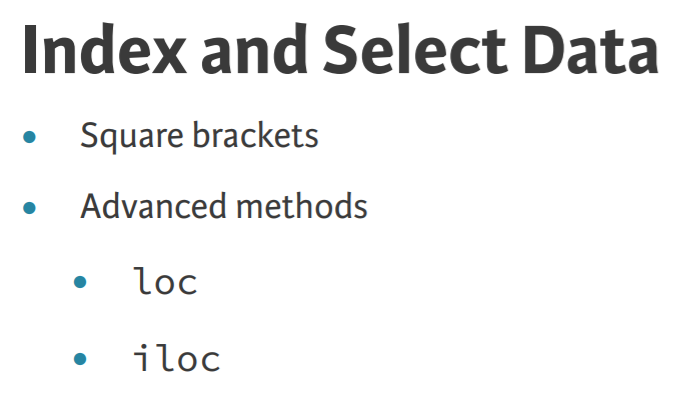 Index and Select Data
• Square brackets
• Advanced methods
• loc
• iloc